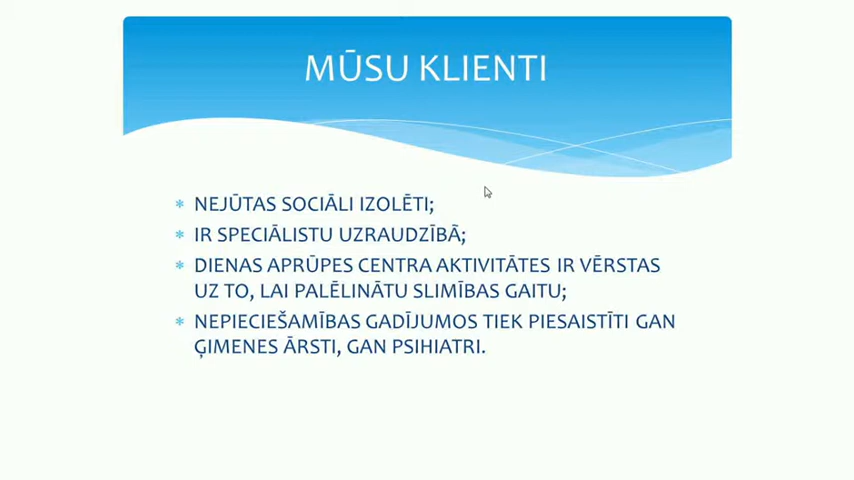 MŪSU KLIENTI
NEJŪTAS SOCIĀLI IZOLĒTI;
IR SPECIĀLISTU UZRAUDZĪBĀ;
DIENAS APRŪPES CENTRA AKTIVITĀTES IR VĒRSTAS
UZ TO, LAI PALĒLINĀTU SLIMĪBAS GAITU;
NEPIECIEŠAMĪBAS GADĪJUMOS TIEK PIESAISTĪTI GAN
ĢIMENES ĀRSTI, GAN PSIHIATRI.